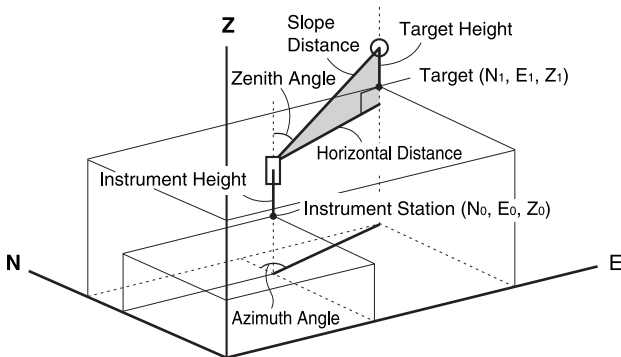 Z
Slope
Distance
Target Height
Zenith Angle
Target (N₁, E₁, Z₁)
Horizontal Distance
Instrument Height
Instrument Station (N₀, E₀, Z₀)
N
E
Azimuth Angle